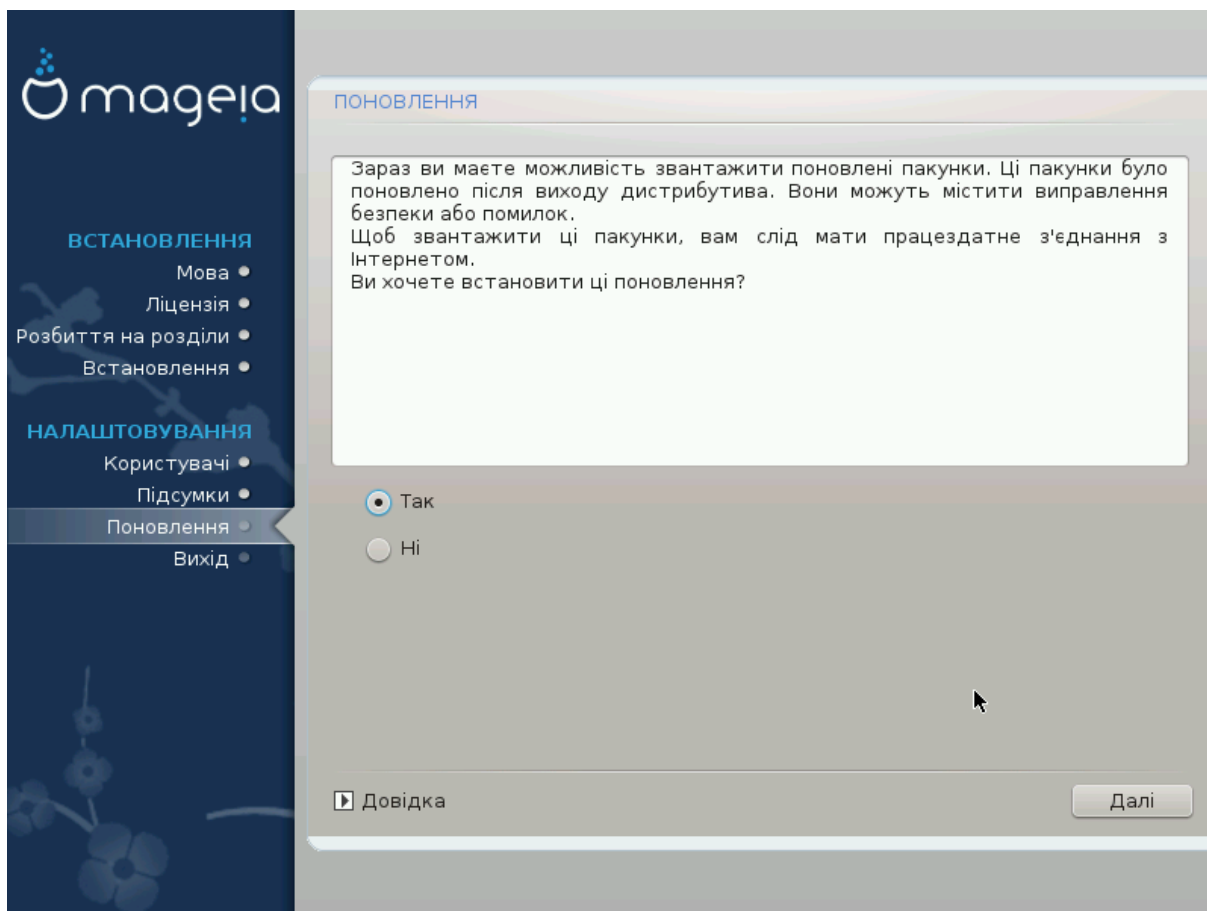 mageia
ВСТАНОВЛЕННЯ
Мова
Ліцензія
Розбиття на розділи
Встановлення
НАЛАШТОВУВАННЯ
Користувачі
Підсумки
Поновлення
Вихід
ПОНОВЛЕННЯ
Зараз ви маєте можливість звантажити поновлені пакунки. Ці пакунки було
поновлено після виходу дистрибутива. Вони можуть містити виправлення
безпеки або помилок.
Щоб звантажити ці пакунки, вам слід мати працездатне з'єднання з
Інтернетом.
Ви хочете встановити ці поновлення?
Так
Ні
Довідка
Далі